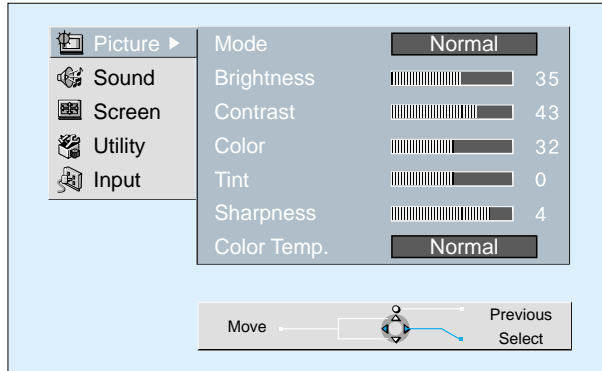 Picture
Sound
Screen
Utility
Input
Mode Normal
Brightness 35
Contrast 43
Color 32
Tint 0
Sharpness 4
Color Temp. Normal
Move
Previous
Select